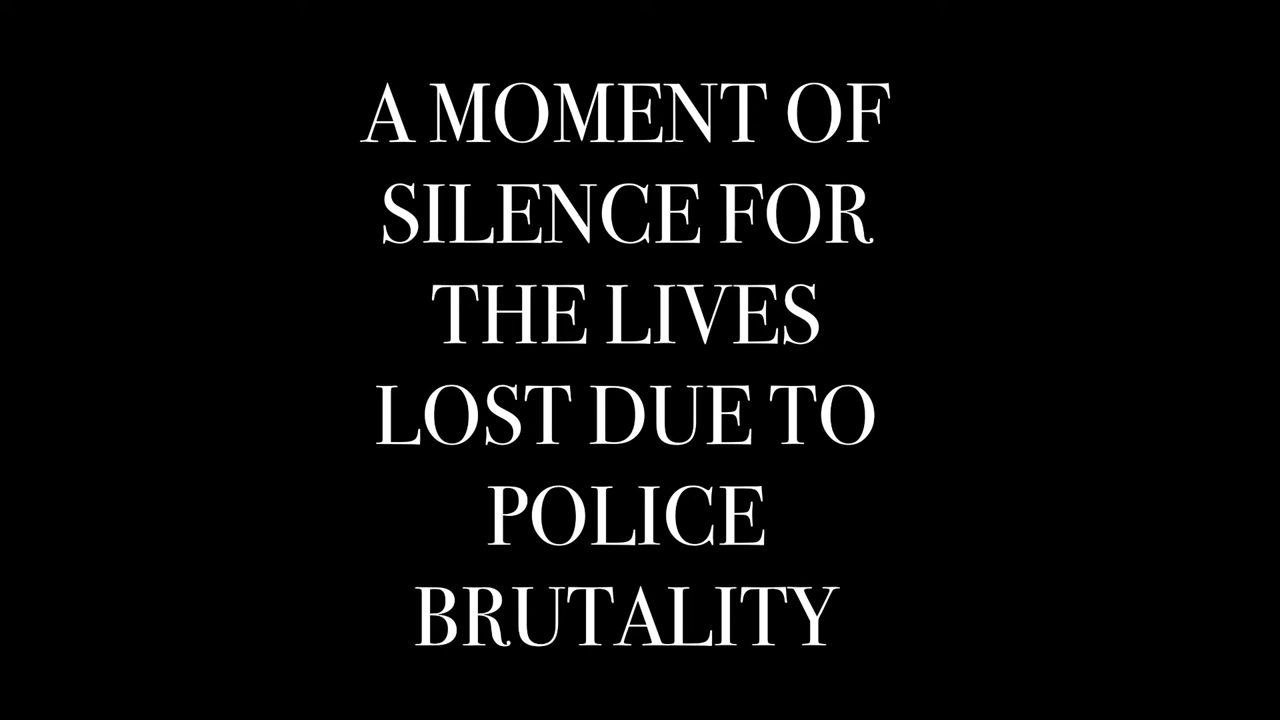 A MOMENT OF
SILENCE FOR
THE LIVES
LOST DUE TO
POLICE
BRUTALITY